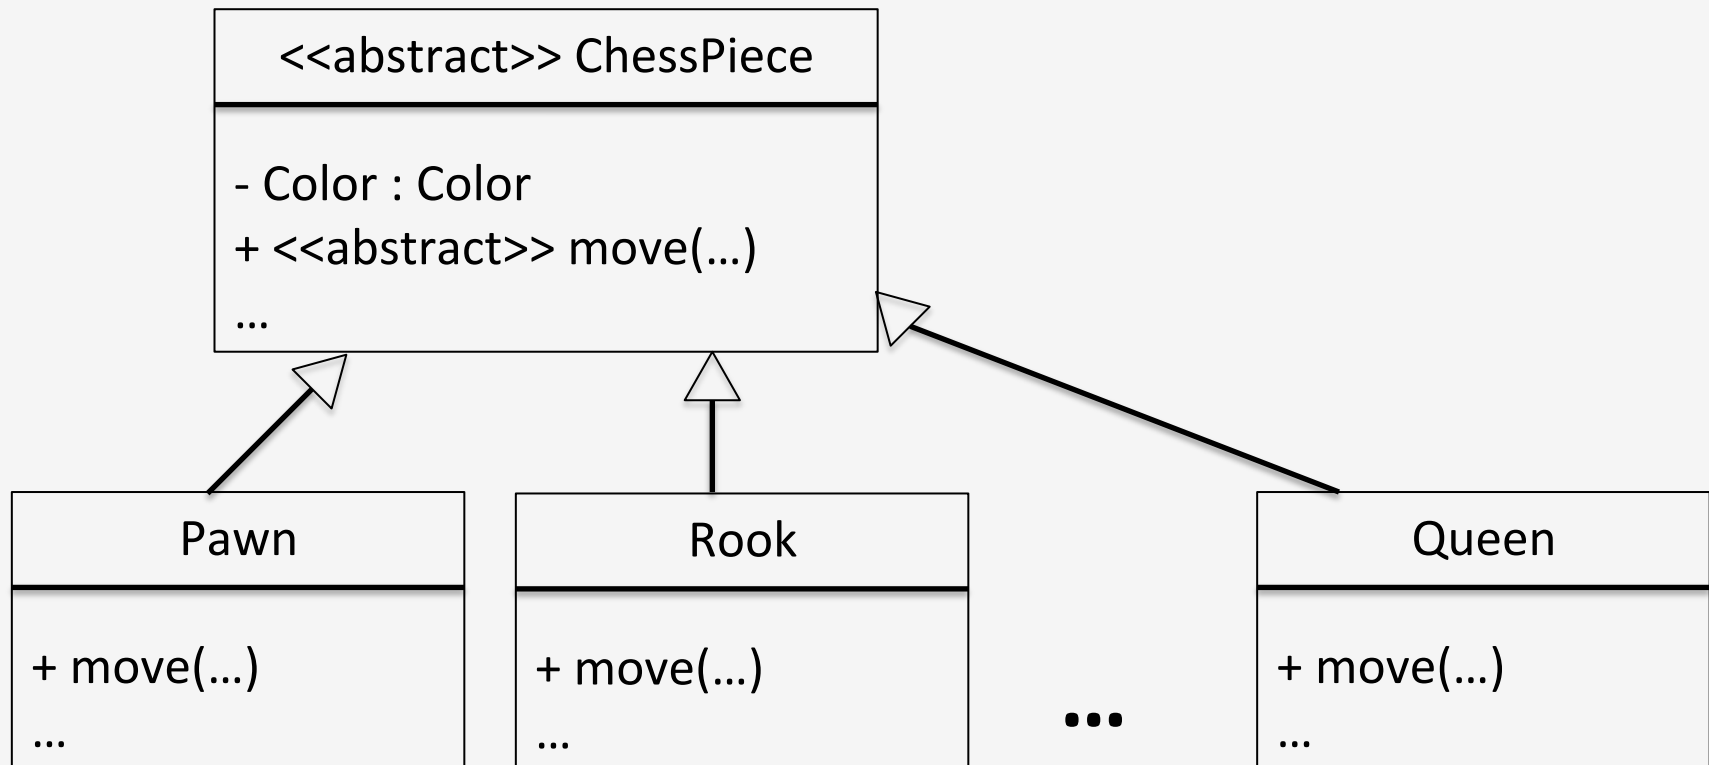 <<abstract>> ChessPiece
- Color : Color
+ <<abstract>> move(…)
…
Pawn
+ move(…)
…
Rook
+ move(…)
…
…
Queen
+ move(…)
…